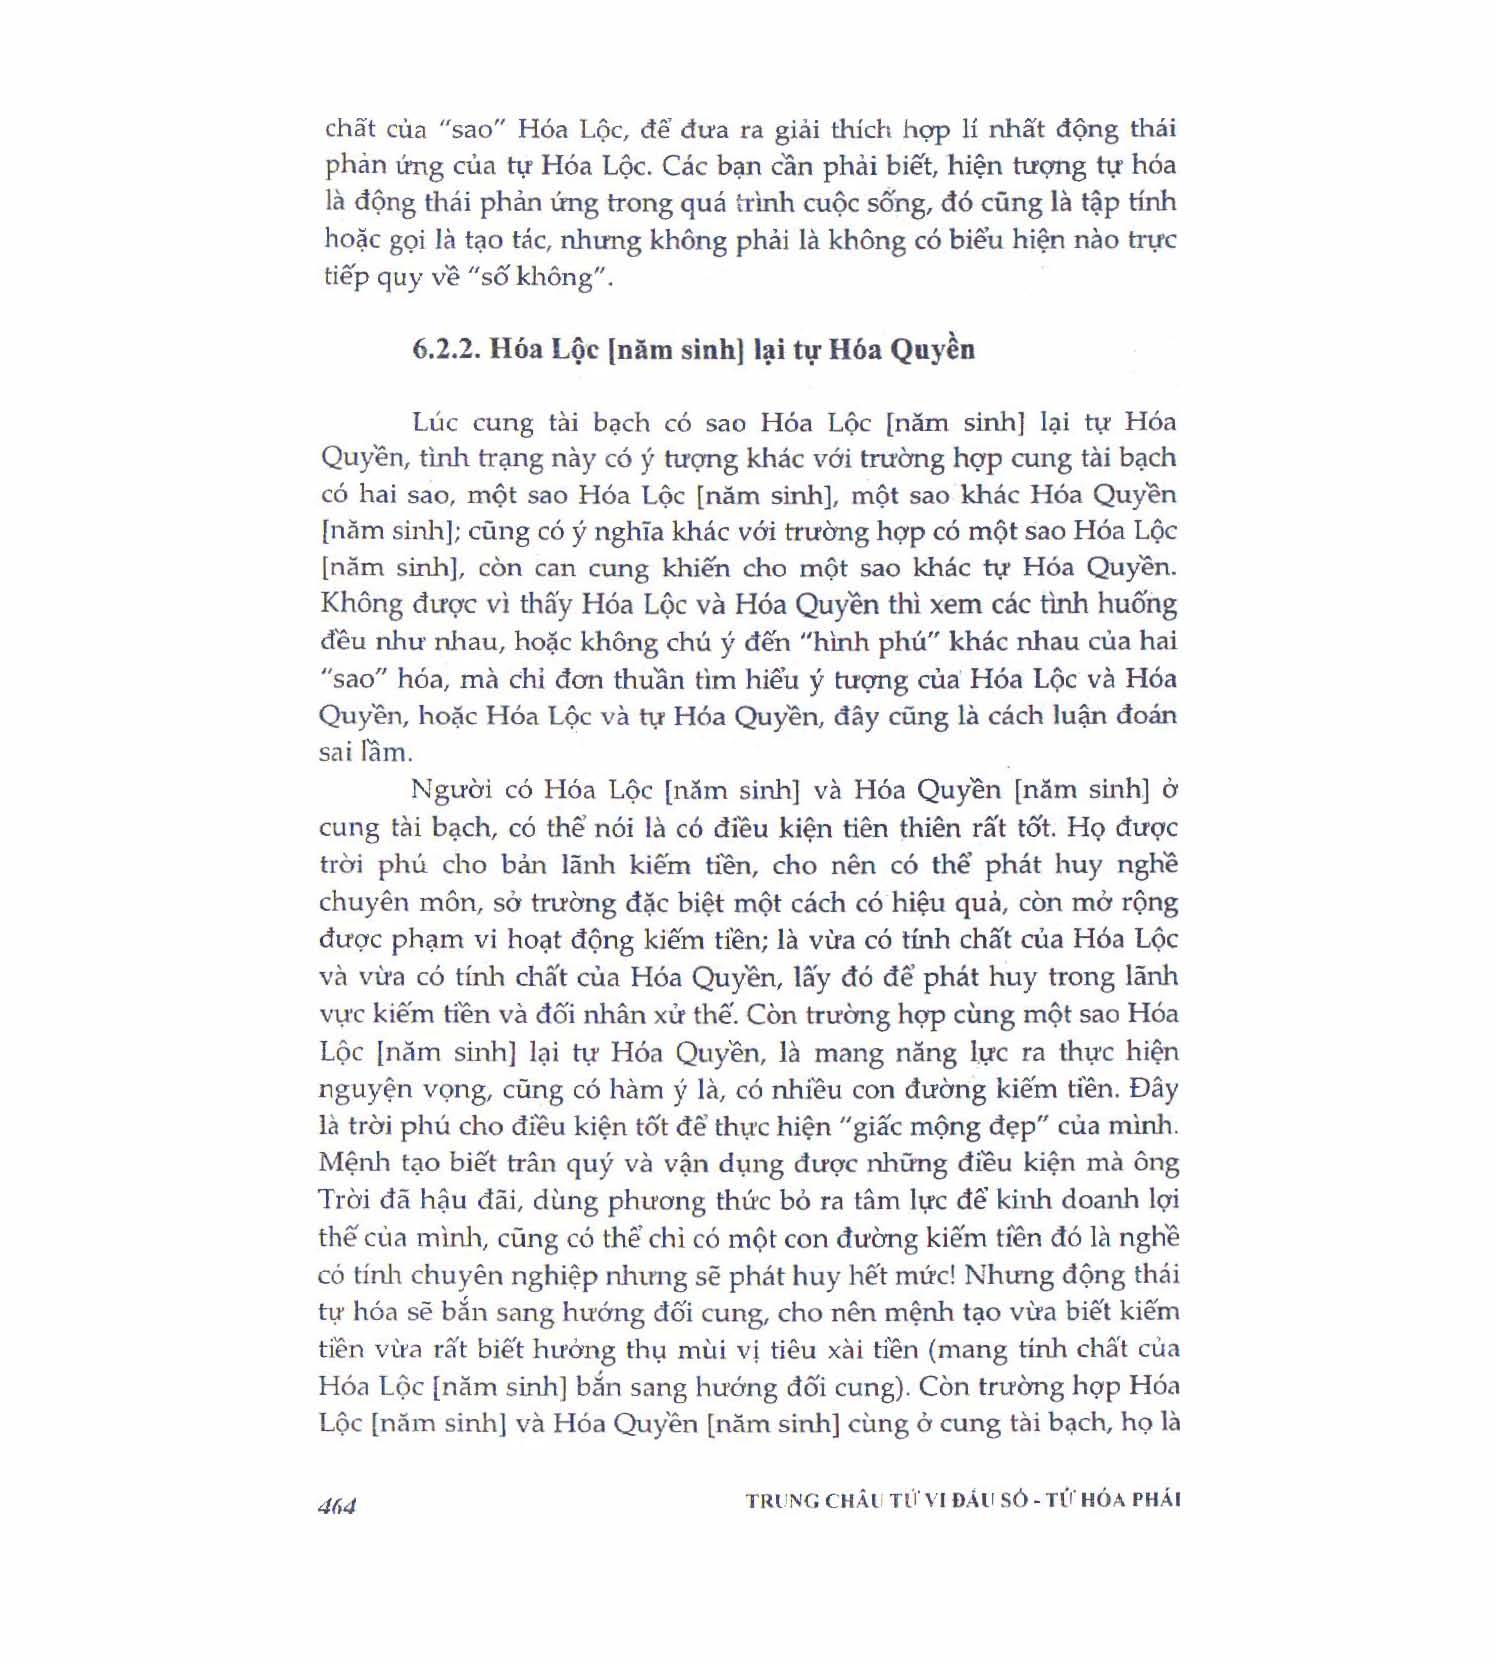 chất của "sao" Hóa Lộc, để đưa ra giải thích hợp lí nhất động thái
phản ứng của tự Hóa Lộc. Các bạn cần phải biết, hiện tượng tự hóa
là động thái phản ứng trong quá trình cuộc sống, đó cũng là tập tính
hoặc gọi là tạo tác, nhưng không phải là không có biểu hiện nào trực
tiếp quy về "số không".
6.2.2. Hóa Lộc [năm sinh] lại tự Hóa Quyền
Lúc cung tài bạch có sao Hóa Lộc [năm sinh] lại tự Hóa
Quyền, tình trạng này có ý tượng khác với trường hợp cung tài bạch
có hai sao, một sao Hóa Lộc [năm sinh], một sao khác Hóa Quyền
[năm sinh]; cũng có ý nghĩa khác với trường hợp có một sao Hóa Lộc
[năm sinh], còn can cung khiến cho một sao khác tự Hóa Quyền.
Không được vì thấy Hóa Lộc và Hóa Quyền thì xem các tình huống
đều như nhau, hoặc không chú ý đến "hình phú" khác nhau của hai
"sao" hóa, mà chỉ đơn thuần tìm hiểu ý tượng của Hóa Lộc và Hóa
Quyền, hoặc Hóa Lộc và tự Hóa Quyền, đây cũng là cách luận đoán
sai lầm.
Người có Hóa Lộc [năm sinh] và Hóa Quyền [năm sinh] ở
cung tài bạch, có thể nói là có điều kiện tiên thiên rất tốt. Họ được
trời phú cho bản lãnh kiếm tiền, cho nên có thể phát huy nghề
chuyên môn, sở trường đặc biệt một cách có hiệu quả, còn mở rộng
được phạm vi hoạt động kiếm tiền; là vừa có tính chất của Hóa Lộc
và vừa có tính chất của Hóa Quyền, lấy đó để phát huy trong lãnh
vực kiếm tiền và đối nhân xử thế. Còn trường hợp cùng một sao Hóa
Lộc [năm sinh] lại tự Hóa Quyền, là mang năng lực ra thực hiện
nguyện vọng, cũng có hàm ý là, có nhiều con đường kiếm tiền. Đây
là trời phú cho điều kiện tốt để thực hiện "giấc mộng đẹp" của mình.
Mệnh tạo biết trân quý và vận dụng được những điều kiện mà ông
Trời đã hậu đãi, dùng phương thức bỏ ra tâm lực để kinh doanh lợi
thế của mình, cũng có thể chỉ có một con đường kiếm tiền đó là nghề
có tính chuyên nghiệp nhưng sẽ phát huy hết mức! Nhưng động thái
tự hóa sẽ bắn sang hướng đối cung, cho nên mệnh tạo vừa biết kiếm
tiền vừa rất biết hưởng thụ mùi vị tiêu xài tiền (mang tính chất của
Hóa Lộc [năm sinh] bắn sang hướng đối cung). Còn trường hợp Hóa
Lộc [năm sinh] và Hóa Quyền [năm sinh] cùng ở cung tài bạch, họ là
464
TRUNG CHÂU TỬ VI ĐẨU SỐ - TỨ HÓA PHÁI